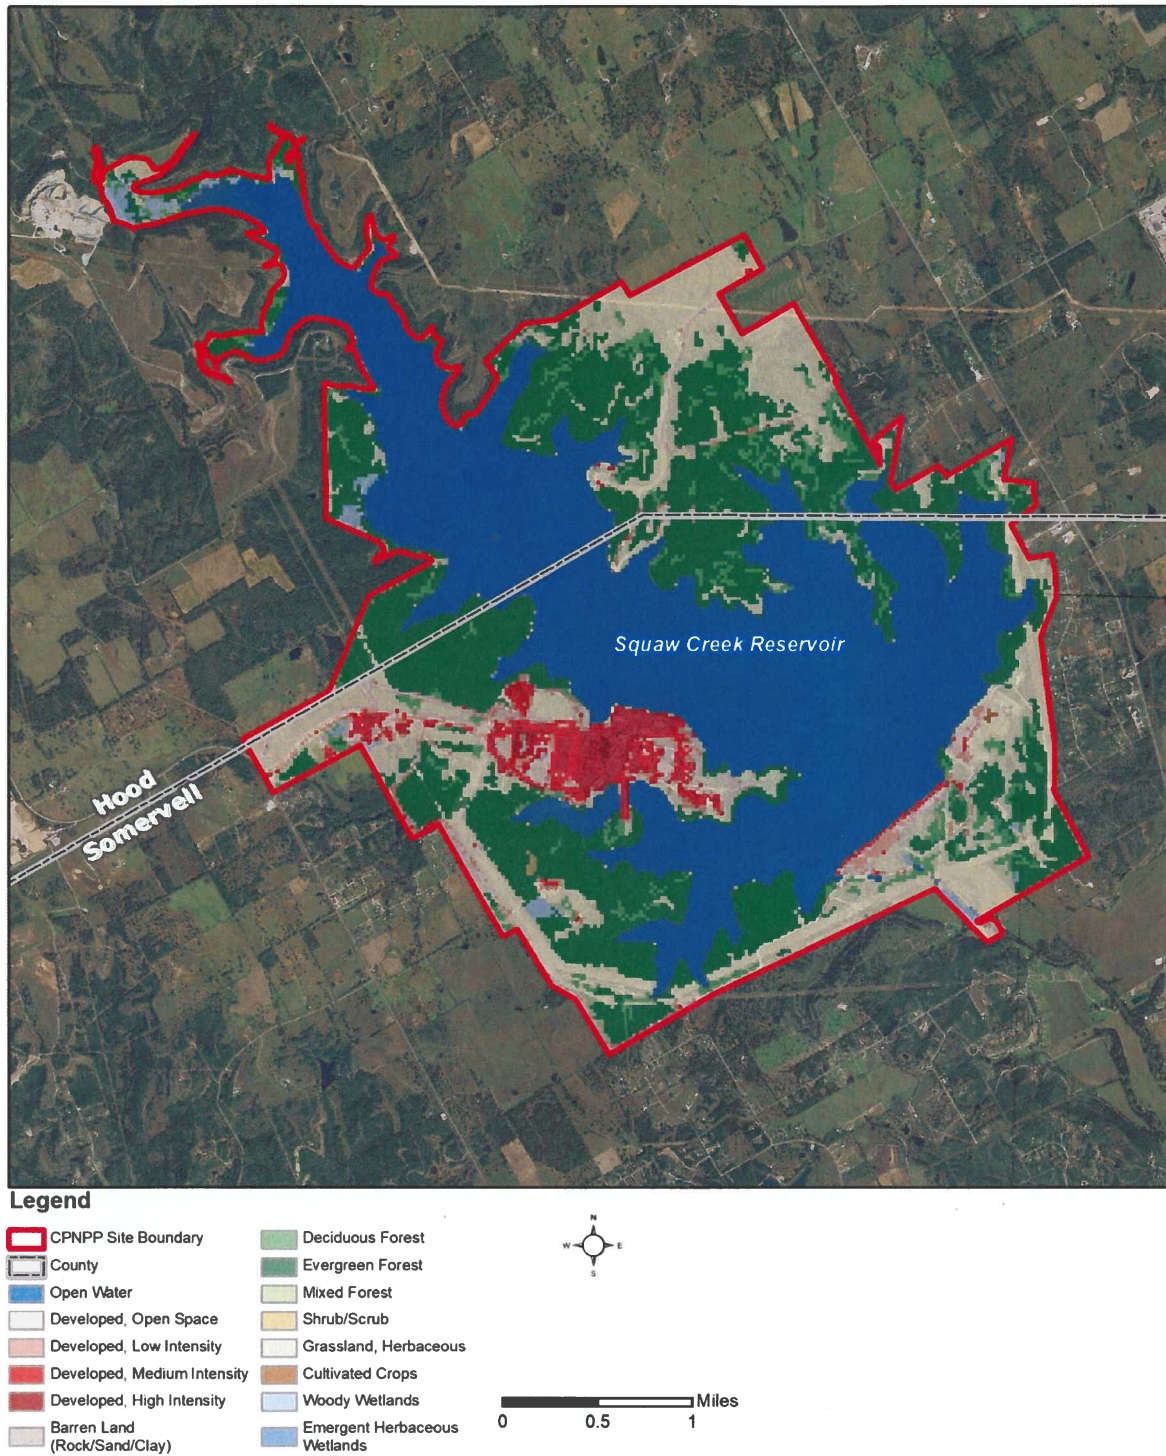 Squaw Creek Reservoir
Hood
Somervell
Legend
CPNPP Site Boundary
County
Open Water
Developed, Open Space
Developed, Low Intensity
Developed, Medium Intensity
Developed, High Intensity
Barren Land
(Rock/Sand/Clay)
Deciduous Forest
Evergreen Forest
Mixed Forest
Shrub/Scrub
Grassland, Herbaceous
Cultivated Crops
Woody Wetlands
Emergent Herbaceous
Wetlands
N
W E
S
Miles
0 0.5 1